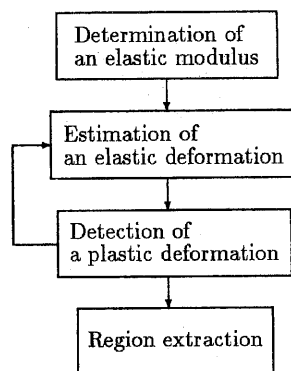 Determination of
an elastic modulus
Estimation of
an elastic deformation
Detection of
a plastic deformation
Region extraction